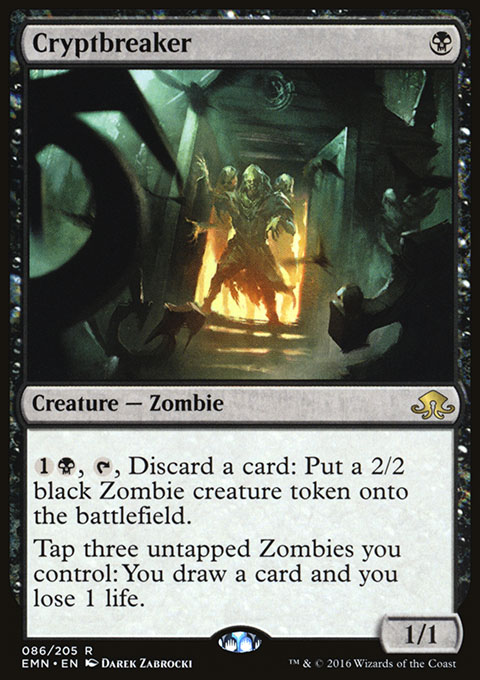 Cryptbreaker
Creature — Zombie
1, , Discard a card: Put a 2/2
black Zombie creature token onto
the battlefield.
Tap three untapped Zombies you
control: You draw a card and you
lose 1 life.
1/1
086/205 R
EMN • EN DAREK ZABROCKI
™ & © 2016 Wizards of the Coast